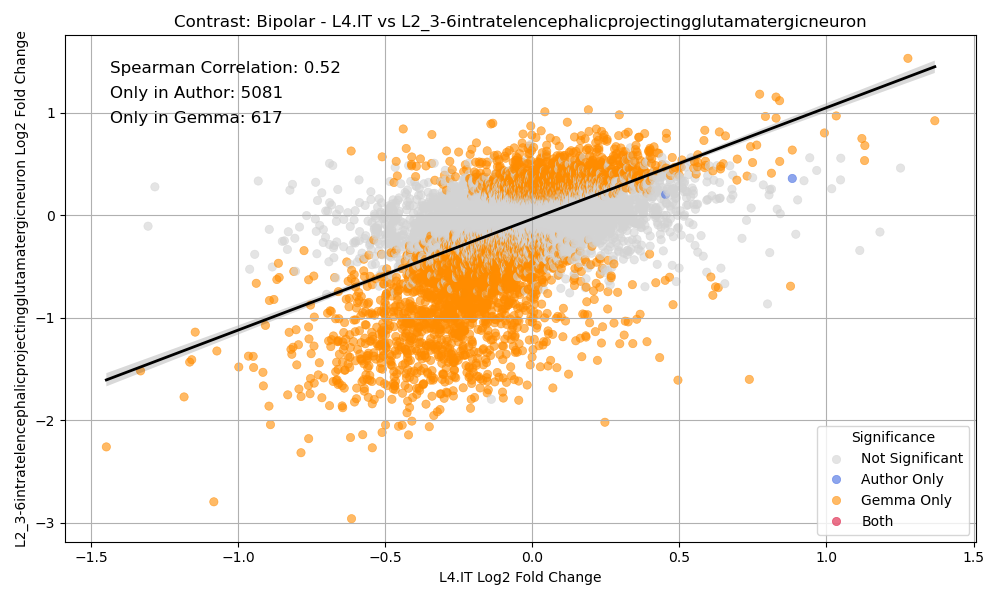 Contrast: Bipolar - L4.IT vs L2_3-6intratelencephalicprojectingglutamatergicneuron
L2_3-6intratelencephalicprojectingglutamatergicneuron Log2 Fold Change
Spearman Correlation: 0.52
Only in Author: 5081
Only in Gemma: 617
1
0
−1
−2
−3
Significance
Not Significant
Author Only
Gemma Only
Both
−1.5 −1.0 −0.5 0.0 0.5 1.0 1.5
L4.IT Log2 Fold Change